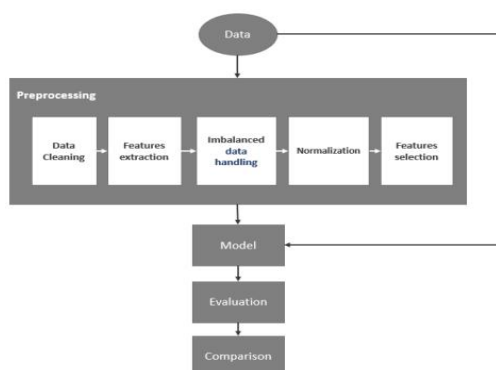 Data
Preprocessing
Data
Cleaning
Features
extraction
Imbalanced
data
handling
Normalization
Features
selection
Model
Evaluation
Comparison